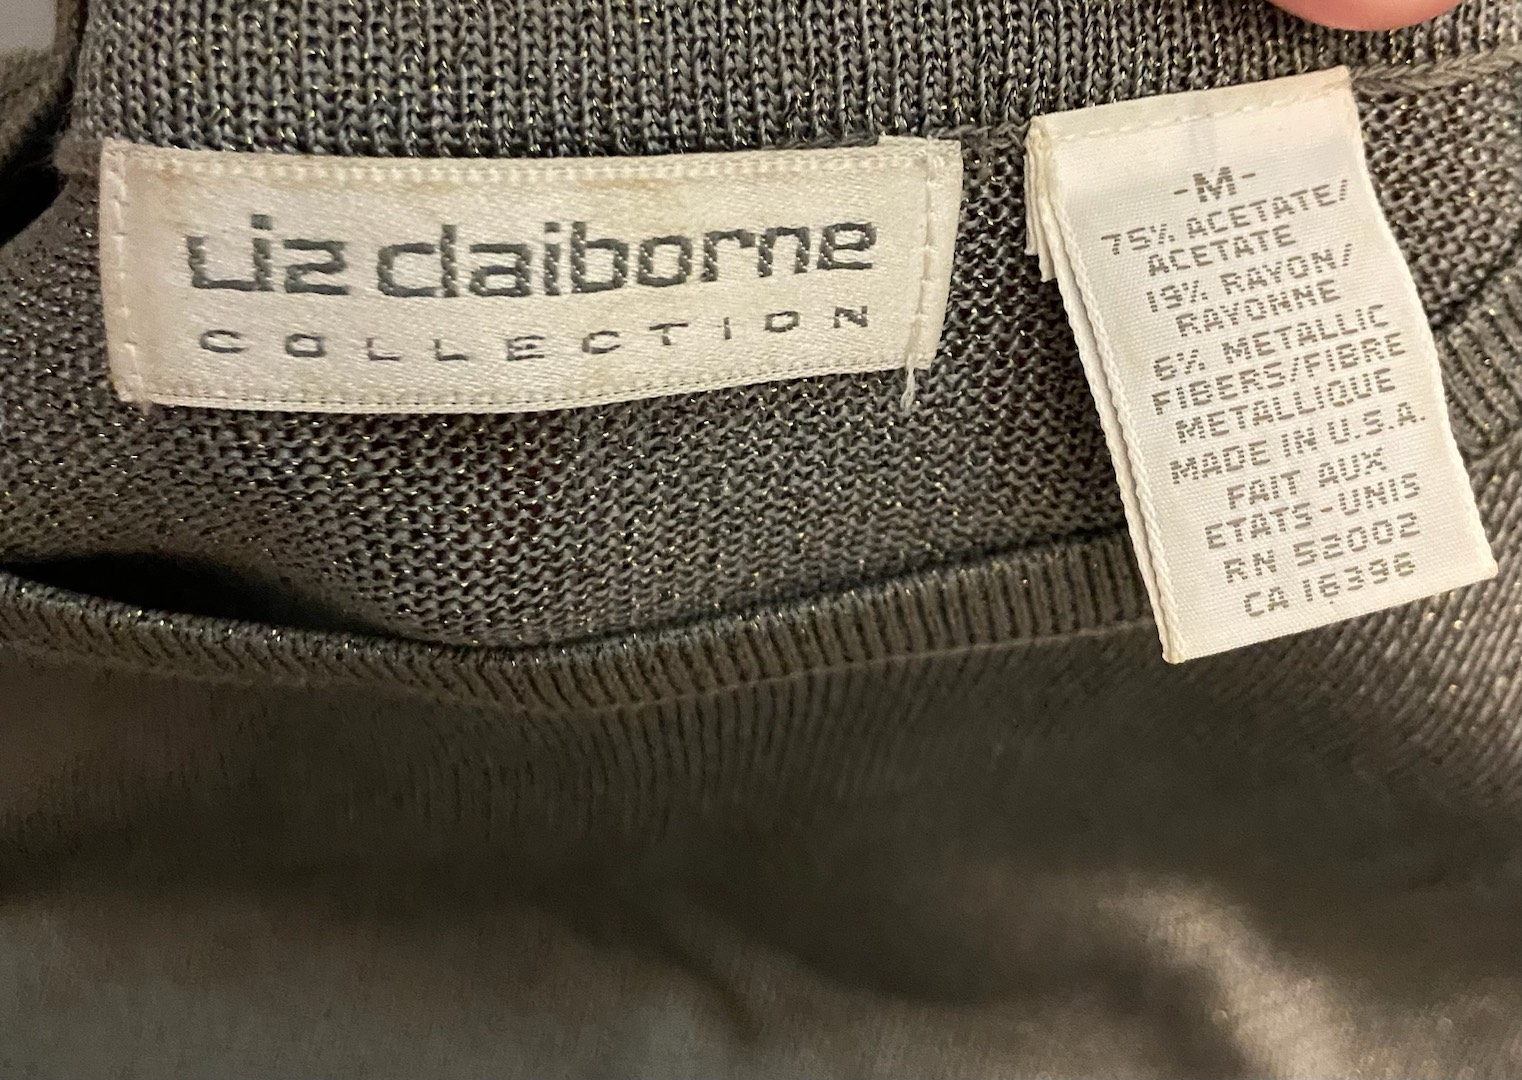 Liz claiborne
COLLECTION
-M-
75% ACETATE/
ACETATE
19% RAYON/
RAYONNE
6% METALLIC
FIBERS/FIBRE
METALLIQUE
MADE IN U.S.A.
FAIT AUX
ETATS-UNIS
RN 52002
CA 16396